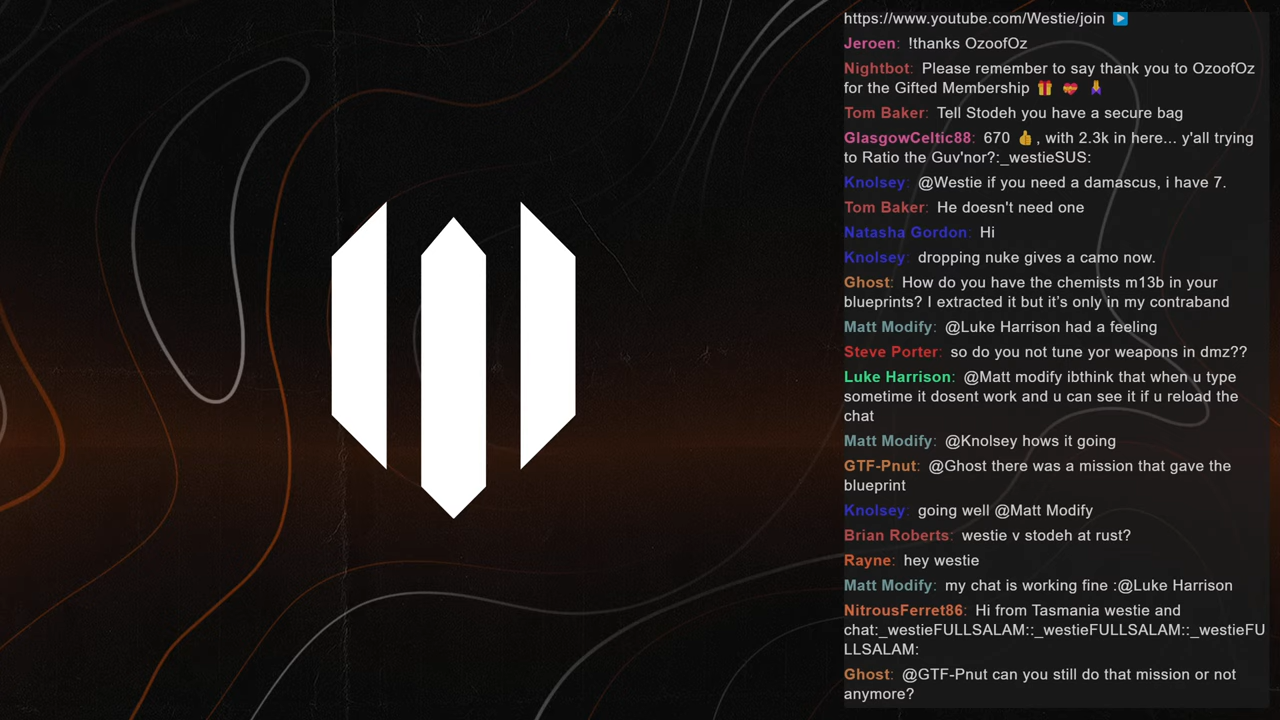 https://www.youtube.com/Westie/join ▶️
Jeroen: !thanks OzoofOz
Nightbot: Please remember to say thank you to OzoofOz
for the Gifted Membership 🎁 💝 🙏
Tom Baker: Tell Stodeh you have a secure bag
GlasgowCeltic88: 670 👍, with 2.3k in here... y'all trying
to Ratio the Guv'nor?:_westieSUS:
Knolsey: @Westie if you need a damascus, i have 7.
Tom Baker: He doesn't need one
Natasha Gordon: Hi
Knolsey: dropping nuke gives a camo now.
Ghost: How do you have the chemists m13b in your
blueprints? I extracted it but it’s only in my contraband
Matt Modify: @Luke Harrison had a feeling
Steve Porter: so do you not tune yor weapons in dmz??
Luke Harrison: @Matt modify ibthink that when u type
sometime it dosent work and u can see it if u reload the
chat
Matt Modify: @Knolsey hows it going
GTF-Pnut: @Ghost there was a mission that gave the
blueprint
Knolsey: going well @Matt Modify
Brian Roberts: westie v stodeh at rust?
Rayne: hey westie
Matt Modify: my chat is working fine :@Luke Harrison
NitrousFerret86: Hi from Tasmania westie and
chat:_westieFULLSALAM::_westieFULLSALAM::_westieFU
LLSALAM:
Ghost: @GTF-Pnut can you still do that mission or not
anymore?